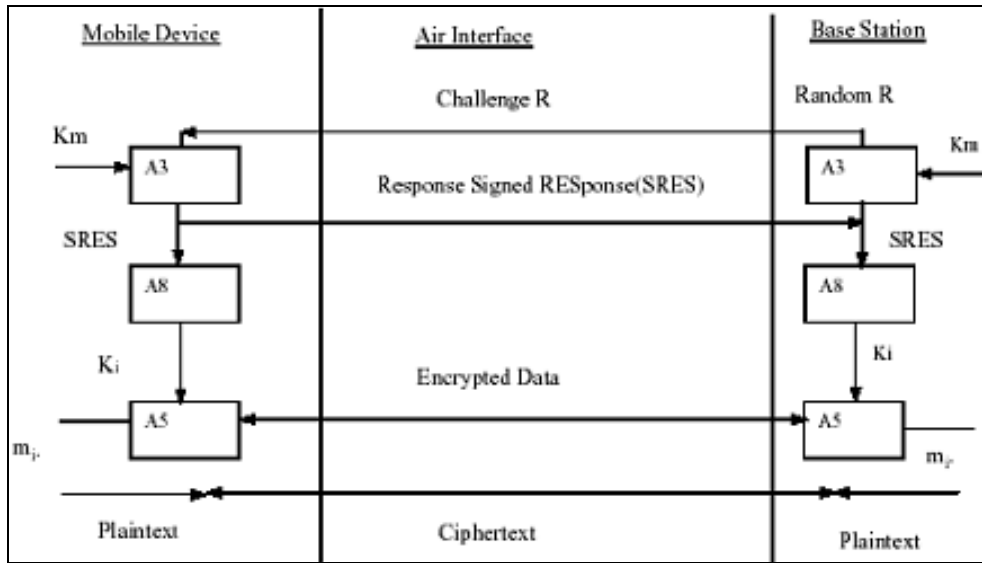 Mobile Device
Air Interface
Base Station
Challenge R
Random R
Km
A3
A3
Km
Response Signed RESponse(SRES)
SRES
SRES
A8
A8
Ki
Ki
Encrypted Data
A5
A5
mi
mi
Plaintext
Ciphertext
Plaintext